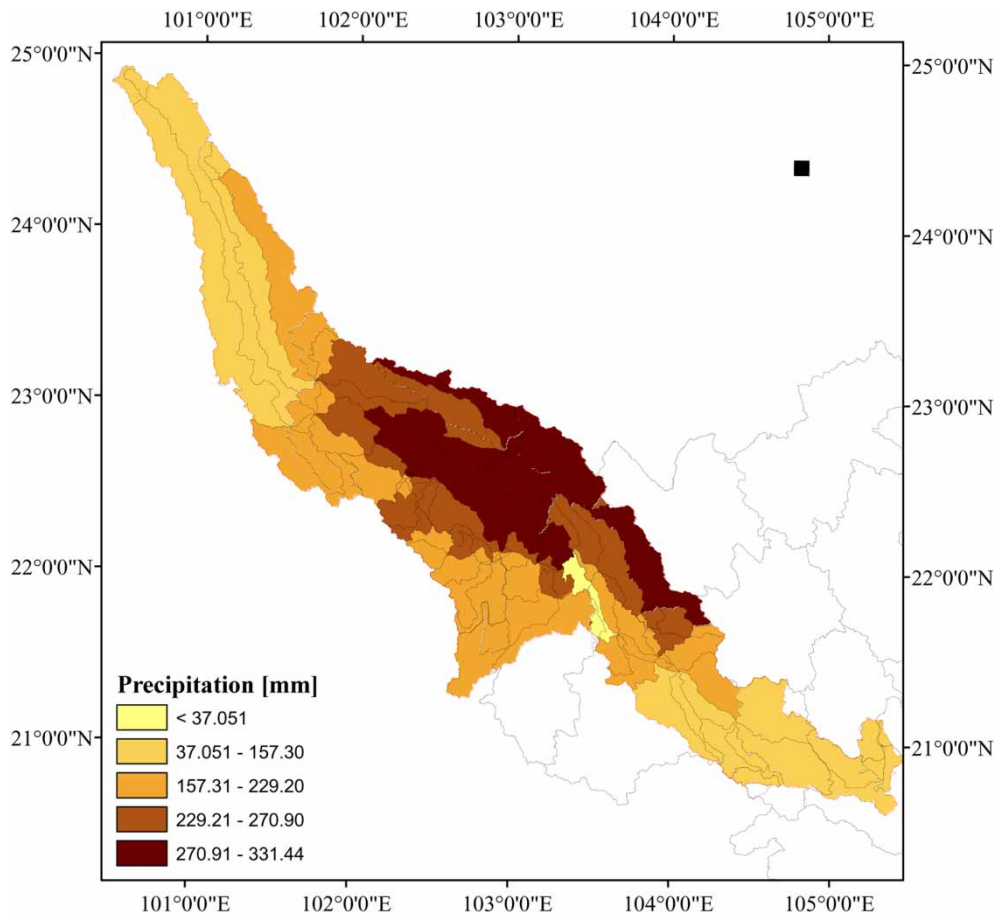 101°0'0"E 102°0'0"E 103°0'0"E 104°0'0"E 105°0'0"E
25°0'0"N 25°0'0"N
24°0'0"N 24°0'0"N
23°0'0"N 23°0'0"N
22°0'0"N 22°0'0"N
Precipitation [mm]
< 37.051
37.051 - 157.30
21°0'0"N 21°0'0"N
157.31 - 229.20
229.21 - 270.90
270.91 - 331.44
101°0'0"E 102°0'0"E 103°0'0"E 104°0'0"E 105°0'0"E